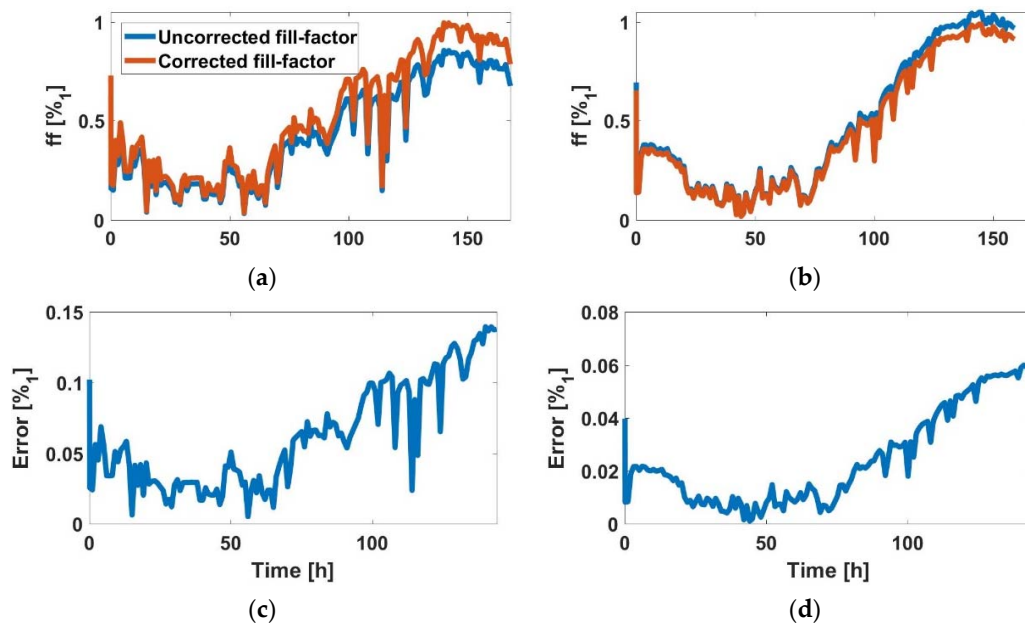 1
0.5
0
ff [%₁]
Uncorrected fill-factor
Corrected fill-factor
0 50 100 150
(a)
1
0.5
0
ff [%₁]
0 50 100 150
(b)
0.15
0.1
0.05
0
Error [%₁]
0 50 100
Time [h]
(c)
0.08
0.06
0.04
0.02
0
Error [%₁]
0 50 100
Time [h]
(d)